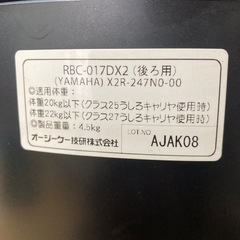 RBC-017DX2 (後ろ用)
(YAMAHA) X2R-247N0-00
◎適用体重:
体重20kg以下(クラス25うしろキャリヤ使用時)
体重22kg以下(クラス27うしろキャリヤ使用時)
◎製品重量:4.5kg
オージーケー技研株式会社
LOT.NO
AJAK08